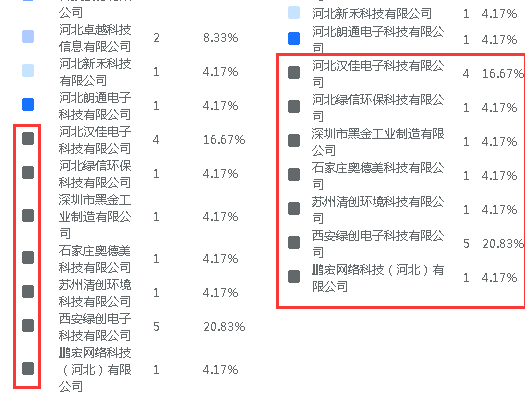 公司
河北卓越科技
信息有限公司
2
8.33%
河北新禾科技
有限公司
1
4.17%
河北朗通电子
科技有限公司
1
4.17%
河北汉佳电子
科技有限公司
4
16.67%
河北绿信环保
科技有限公司
1
4.17%
深圳市黑金工
业制造有限公
司
1
4.17%
石家庄奥德美
科技有限公司
1
4.17%
苏州清创环境
科技有限公司
1
4.17%
西安绿创电子
科技有限公司
5
20.83%
鹏宏网络科技
（河北）有限
公司
1
4.17%
河北新禾科技有限公司
1
4.17%
河北朗通电子科技有限公
司
1
4.17%
河北汉佳电子科技有限公
司
4
16.67%
河北绿信环保科技有限公
司
1
4.17%
深圳市黑金工业制造有限
公司
1
4.17%
石家庄奥德美科技有限公
司
1
4.17%
苏州清创环境科技有限公
司
1
4.17%
西安绿创电子科技有限公
司
5
20.83%
鹏宏网络科技（河北）有
限公司
1
4.17%